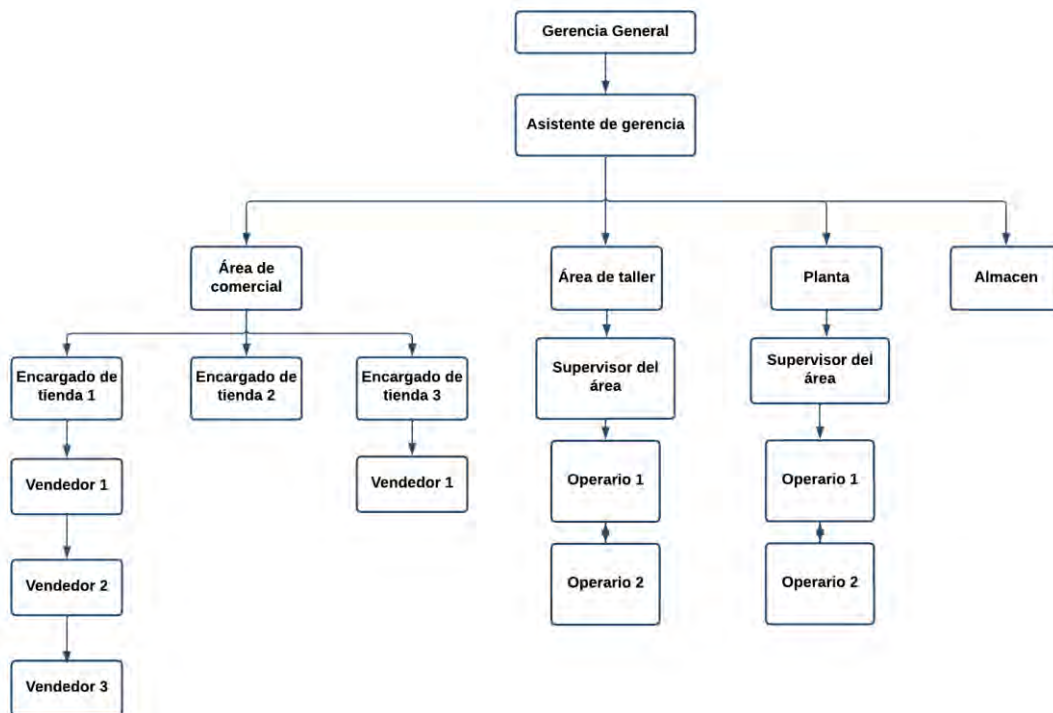 Gerencia General
Asistente de gerencia
Área de
comercial
Área de taller
Planta
Almacen
Encargado de
tienda 1
Encargado de
tienda 2
Encargado de
tienda 3
Supervisor del
área
Supervisor del
área
Vendedor 1
Vendedor 1
Operario 1
Operario 1
Vendedor 2
Operario 2
Operario 2
Vendedor 3